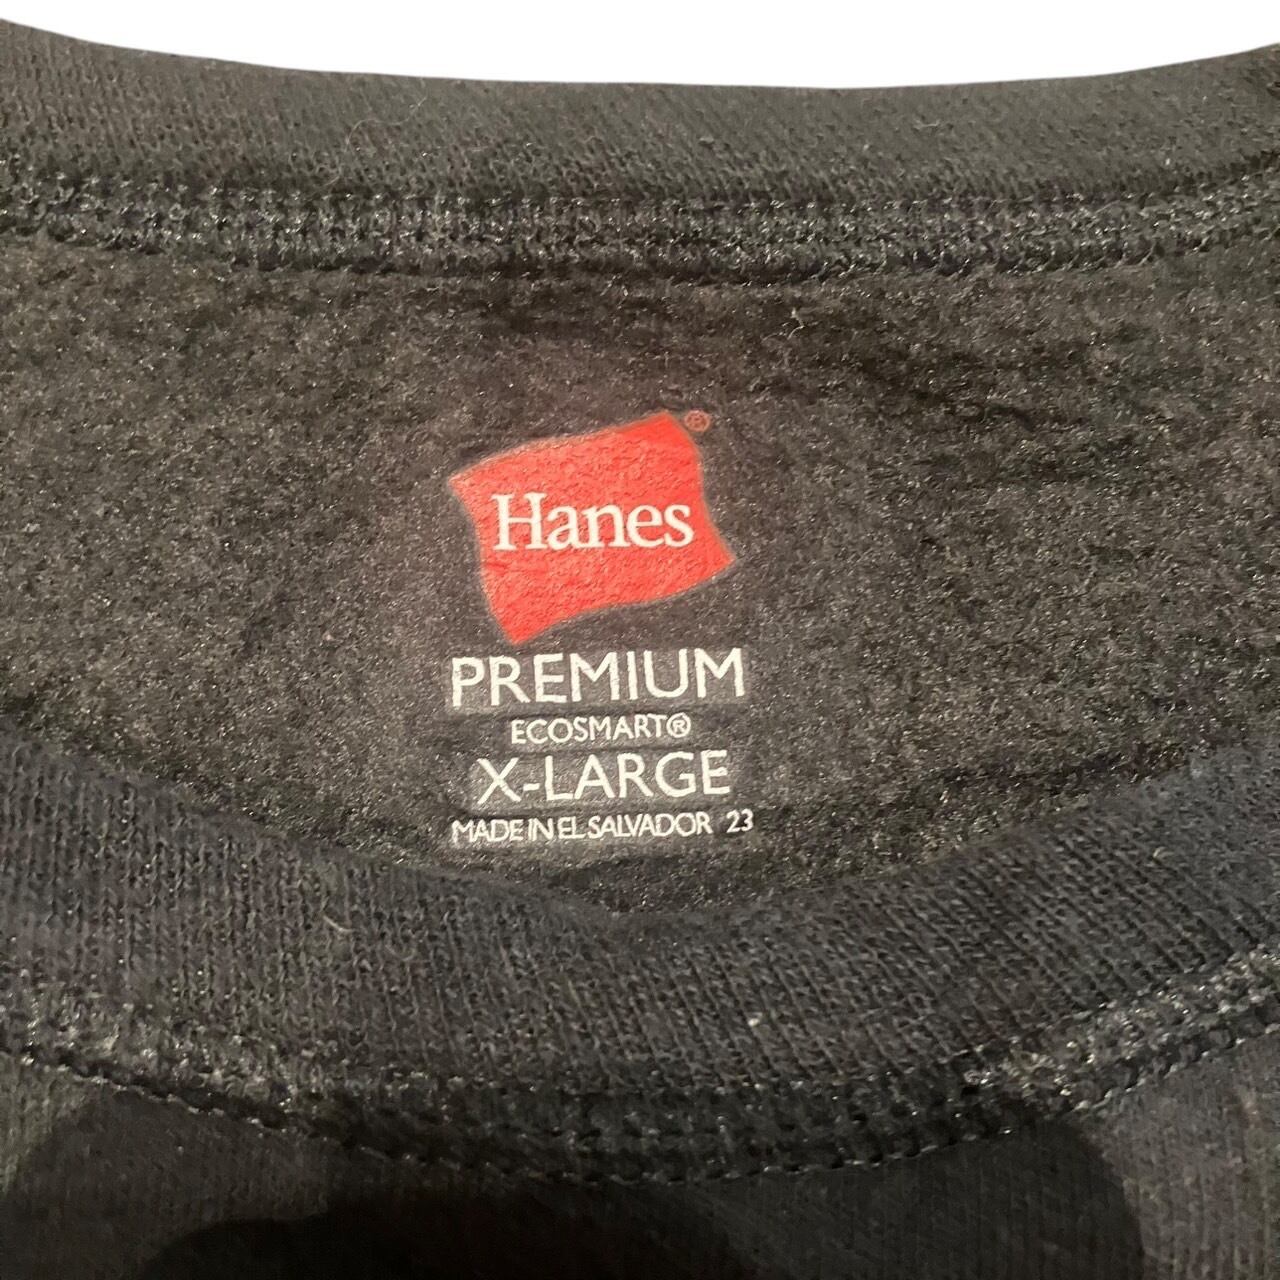 Hanes®
PREMIUM
ECOSMART®
X-LARGE
MADE IN EL SALVADOR 23